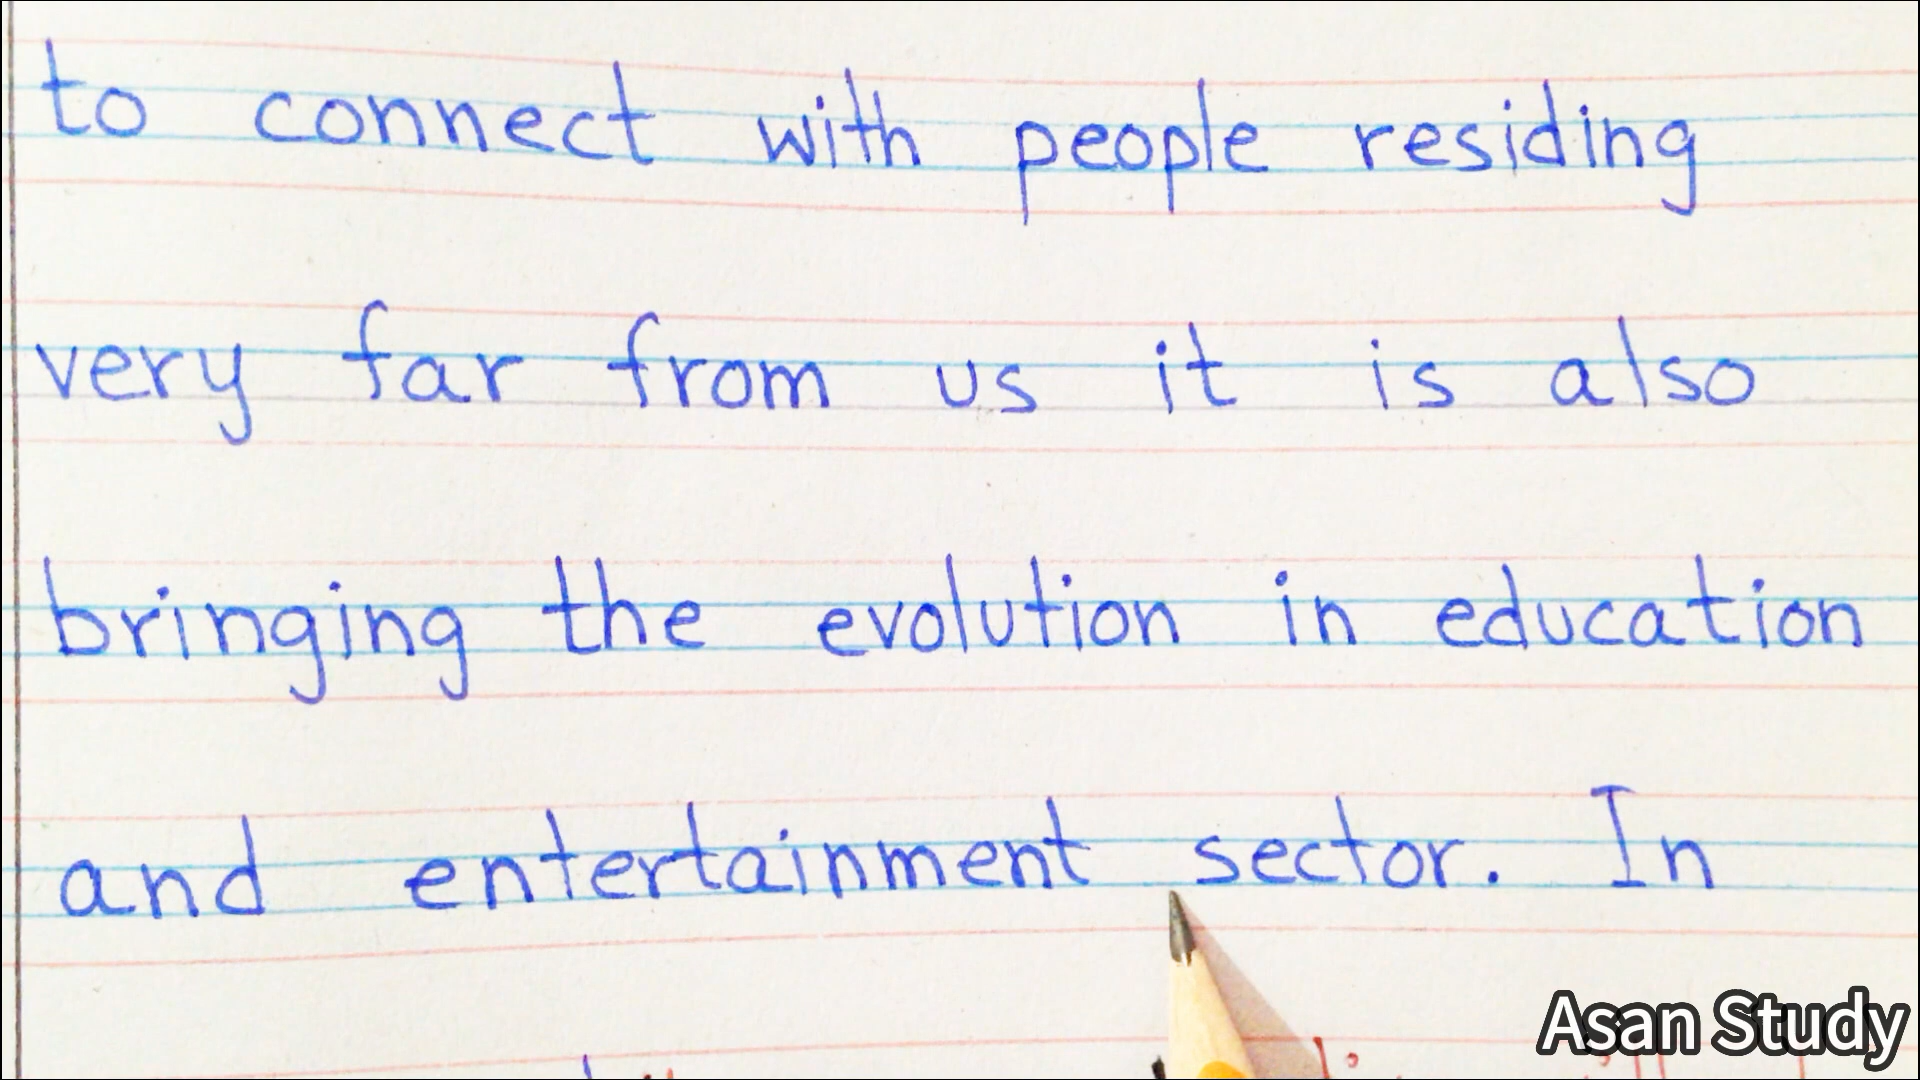 to connect with people residing
very far from us it is also
bringing the evolution in education
and entertainment sector. In
Asan Study